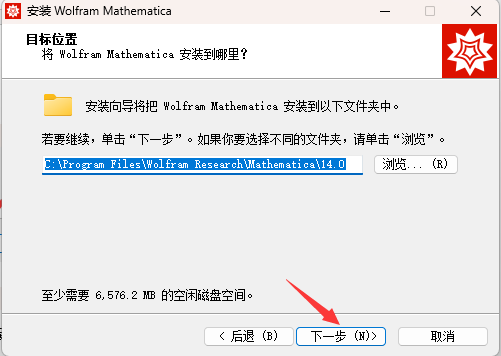 安装 Wolfram Mathematica
目标位置
将 Wolfram Mathematica 安装到哪里？
安装向导将把 Wolfram Mathematica 安装到以下文件夹中。
若要继续，单击“下一步”。如果你要选择不同的文件夹，请单击“浏览”。
C:\Program Files\Wolfram Research\Mathematica\14.0
浏览... (R)
至少需要 6,576.2 MB 的空闲磁盘空间。
< 后退 (B)
下一步 (N)>
取消